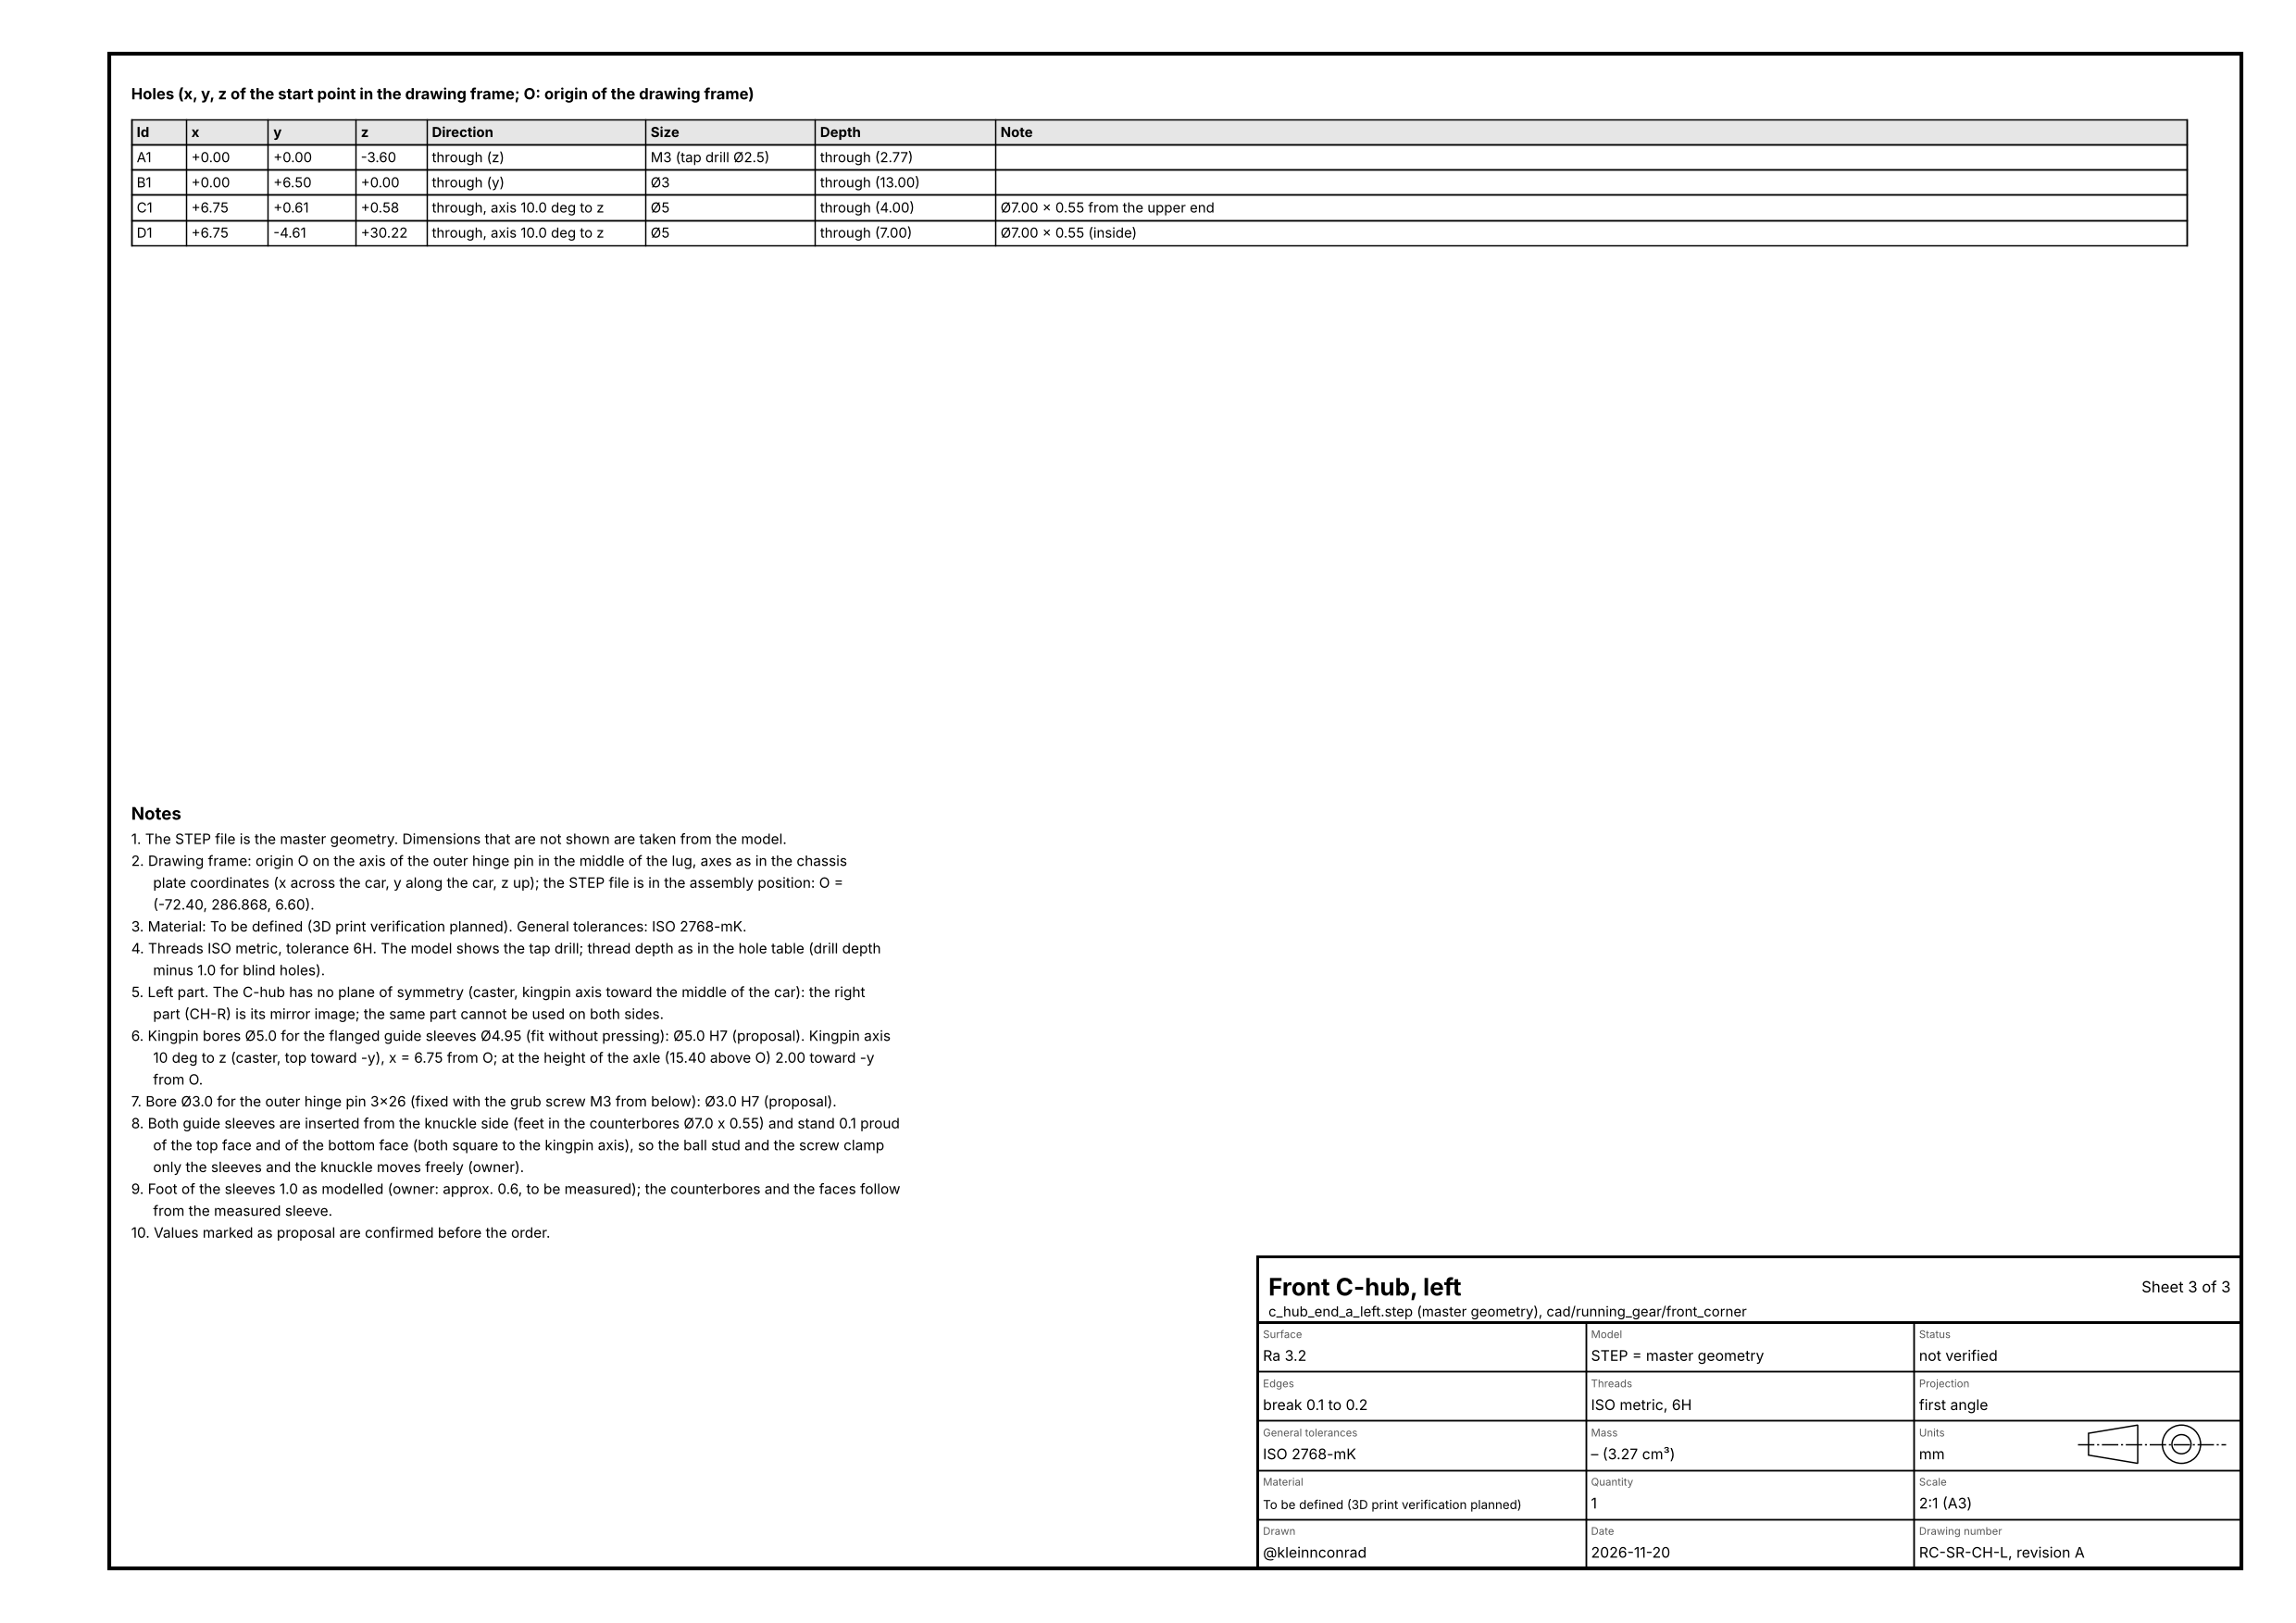 Holes (x, y, z of the start point in the drawing frame; O: origin of the drawing frame)
Id x y z Direction Size Depth Note
A1 +0.00 +0.00 -3.60 through (z) M3 (tap drill Ø2.5) through (2.77)
B1 +0.00 +6.50 +0.00 through (y) Ø3 through (13.00)
C1 +6.75 +0.61 +0.58 through, axis 10.0 deg to z Ø5 through (4.00) Ø7.00 × 0.55 from the upper end
D1 +6.75 -4.61 +30.22 through, axis 10.0 deg to z Ø5 through (7.00) Ø7.00 × 0.55 (inside)
Notes
1. The STEP file is the master geometry. Dimensions that are not shown are taken from the model.
2. Drawing frame: origin O on the axis of the outer hinge pin in the middle of the lug, axes as in the chassis
plate coordinates (x across the car, y along the car, z up); the STEP file is in the assembly position: O =
(-72.40, 286.868, 6.60).
3. Material: To be defined (3D print verification planned). General tolerances: ISO 2768-mK.
4. Threads ISO metric, tolerance 6H. The model shows the tap drill; thread depth as in the hole table (drill depth
minus 1.0 for blind holes).
5. Left part. The C-hub has no plane of symmetry (caster, kingpin axis toward the middle of the car): the right
part (CH-R) is its mirror image; the same part cannot be used on both sides.
6. Kingpin bores Ø5.0 for the flanged guide sleeves Ø4.95 (fit without pressing): Ø5.0 H7 (proposal). Kingpin axis
10 deg to z (caster, top toward -y), x = 6.75 from O; at the height of the axle (15.40 above O) 2.00 toward -y
from O.
7. Bore Ø3.0 for the outer hinge pin 3×26 (fixed with the grub screw M3 from below): Ø3.0 H7 (proposal).
8. Both guide sleeves are inserted from the knuckle side (feet in the counterbores Ø7.0 x 0.55) and stand 0.1 proud
of the top face and of the bottom face (both square to the kingpin axis), so the ball stud and the screw clamp
only the sleeves and the knuckle moves freely (owner).
9. Foot of the sleeves 1.0 as modelled (owner: approx. 0.6, to be measured); the counterbores and the faces follow
from the measured sleeve.
10. Values marked as proposal are confirmed before the order.
Front C-hub, left Sheet 3 of 3
c_hub_end_a_left.step (master geometry), cad/running_gear/front_corner
Surface Model Status
Ra 3.2 STEP = master geometry not verified
Edges Threads Projection
break 0.1 to 0.2 ISO metric, 6H first angle
General tolerances Mass Units
ISO 2768-mK – (3.27 cm³) mm
Material Quantity Scale
To be defined (3D print verification planned) 1 2:1 (A3)
Drawn Date Drawing number
@kleinnconrad 2026-11-20 RC-SR-CH-L, revision A